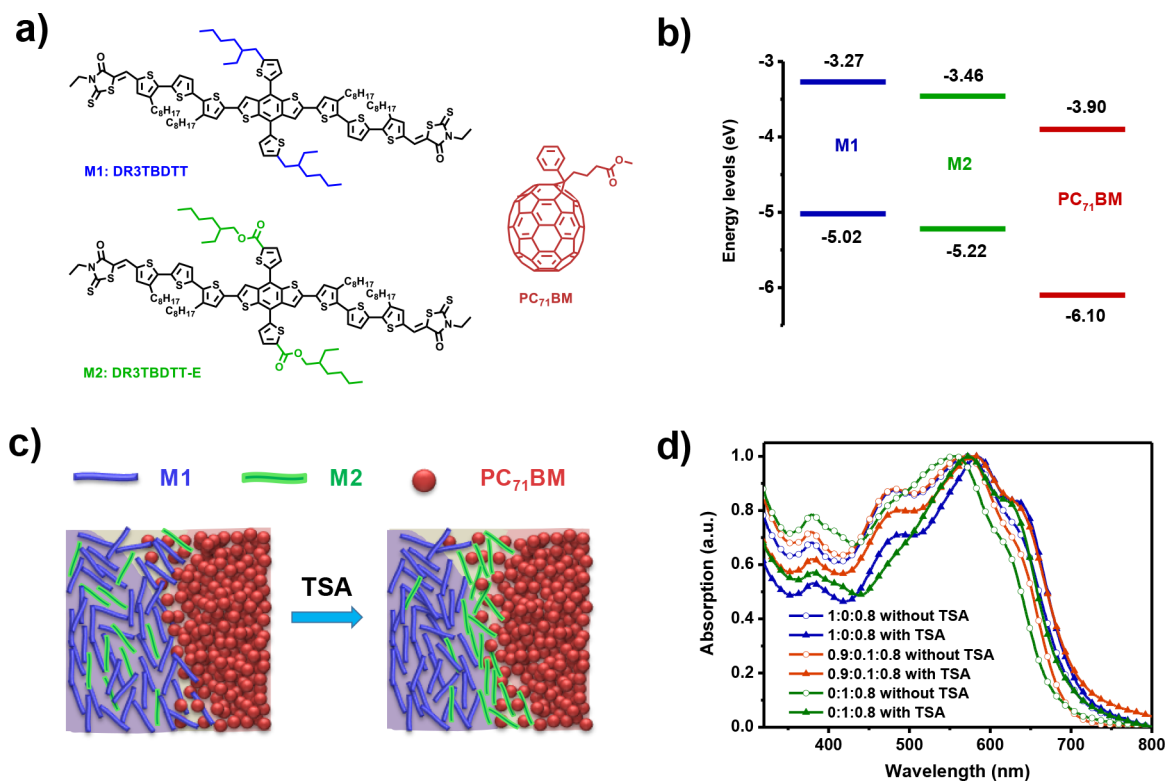 a)
M1: DR3TBDTT
M2: DR3TBDTT-E
PC71BM
O
N
S
S
S
S
S
C8H17
C8H17
S
S
S
S
C8H17
C8H17
S
S
S
S
S
N
O
O
O
O
O
N
S
S
S
S
S
C8H17
C8H17
S
S
S
S
C8H17
C8H17
S
S
S
S
S
N
O
O
O
O
O
b)
Energy levels (eV)
-3
-4
-5
-6
-3.27
M1
-5.02
-3.46
M2
-5.22
-3.90
PC71BM
-6.10
c)
M1
M2
PC71BM
TSA
d)
Absorption (a.u.)
1.0
0.8
0.6
0.4
0.2
0.0
1:0:0.8 without TSA
1:0:0.8 with TSA
0.9:0.1:0.8 without TSA
0.9:0.1:0.8 with TSA
0:1:0.8 without TSA
0:1:0.8 with TSA
400
500
600
700
800
Wavelength (nm)